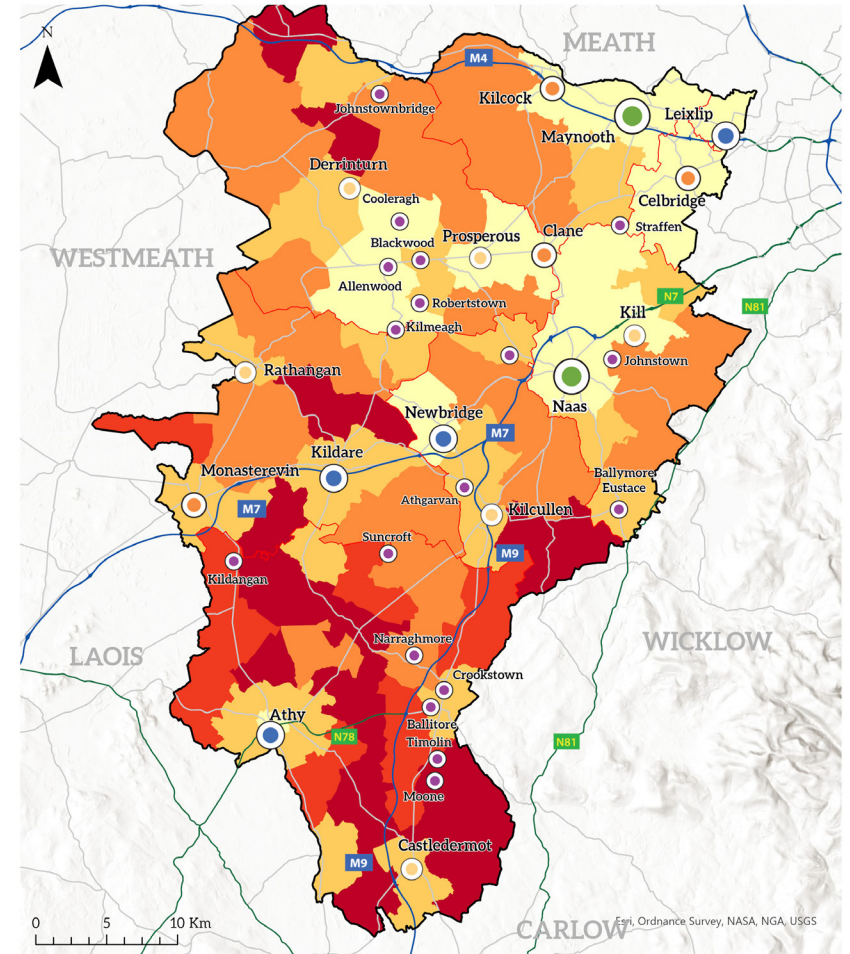 N
MEATH
M4
Kilcock
Johnstownbridge
Leixlip
Maynooth
Derrinturn
Cooleragh
Celbridge
Straffen
Blackwood
Prosperous
Clane
WESTMEATH
Allenwood
N7
N81
Robertstown
Kill
Kilmeagh
Johnstown
Rathangan
Naas
Newbridge
M7
Kildare
Monasterevin
Ballymore
Eustace
Athgarvan
M7
Kilcullen
Suncroft
M9
Kildangan
Narraghmore
WICKLOW
LAOIS
Crookstown
Athy
Ballitore
N78
Timolin
N81
Moone
Castledermot
M9
0 5 10 Km
Esri, Ordnance Survey, NASA, NGA, USGS
CARLOW